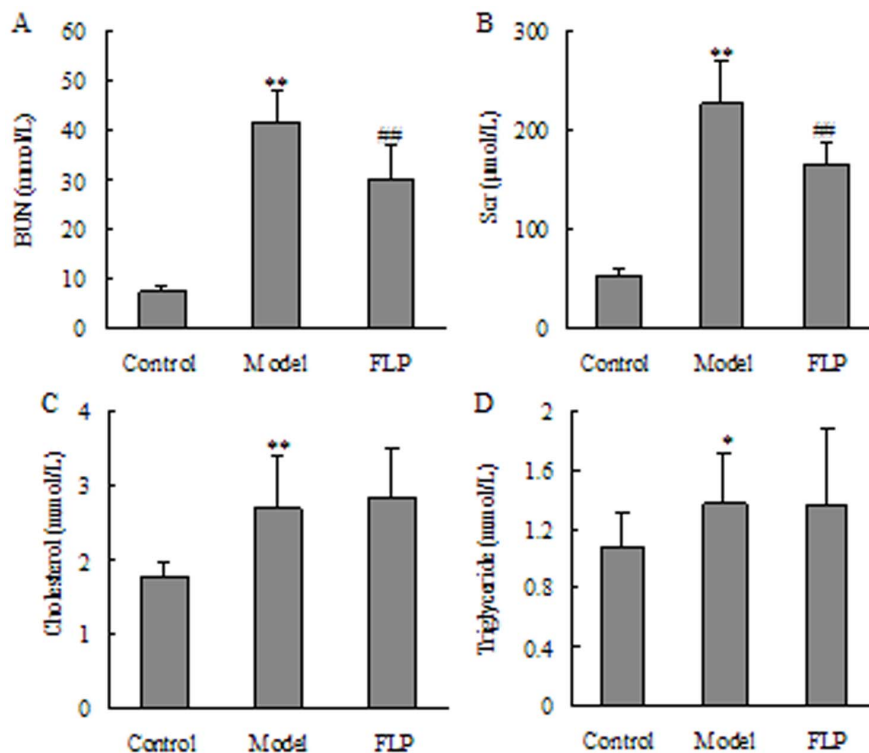 A
BUN (mmol/L)
60
50
40
30
20
10
0
**
##
Control Model FLP
B
Scr (μmol/L)
300
200
100
0
**
##
Control Model FLP
C
Cholesterol (mmol/L)
4
3
2
1
0
**
Control Model FLP
D
Triglyceride (mmol/L)
2
1.6
1.2
0.8
0.4
0
*
Control Model FLP